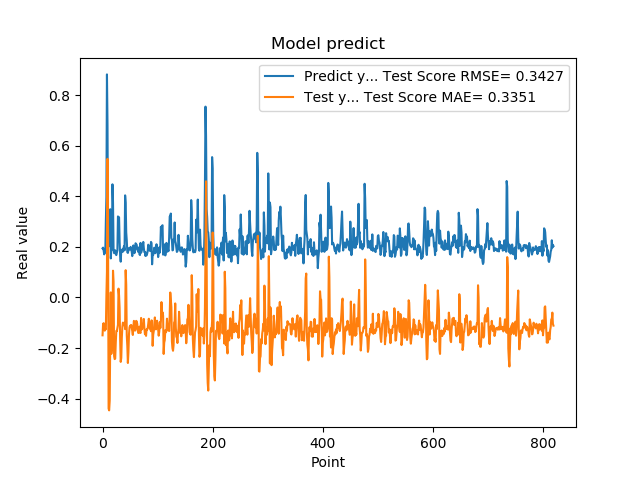 Model predict
Predict y... Test Score RMSE= 0.3427
Test y... Test Score MAE= 0.3351
Real value
0.8
0.6
0.4
0.2
0.0
−0.2
−0.4
0 200 400 600 800
Point